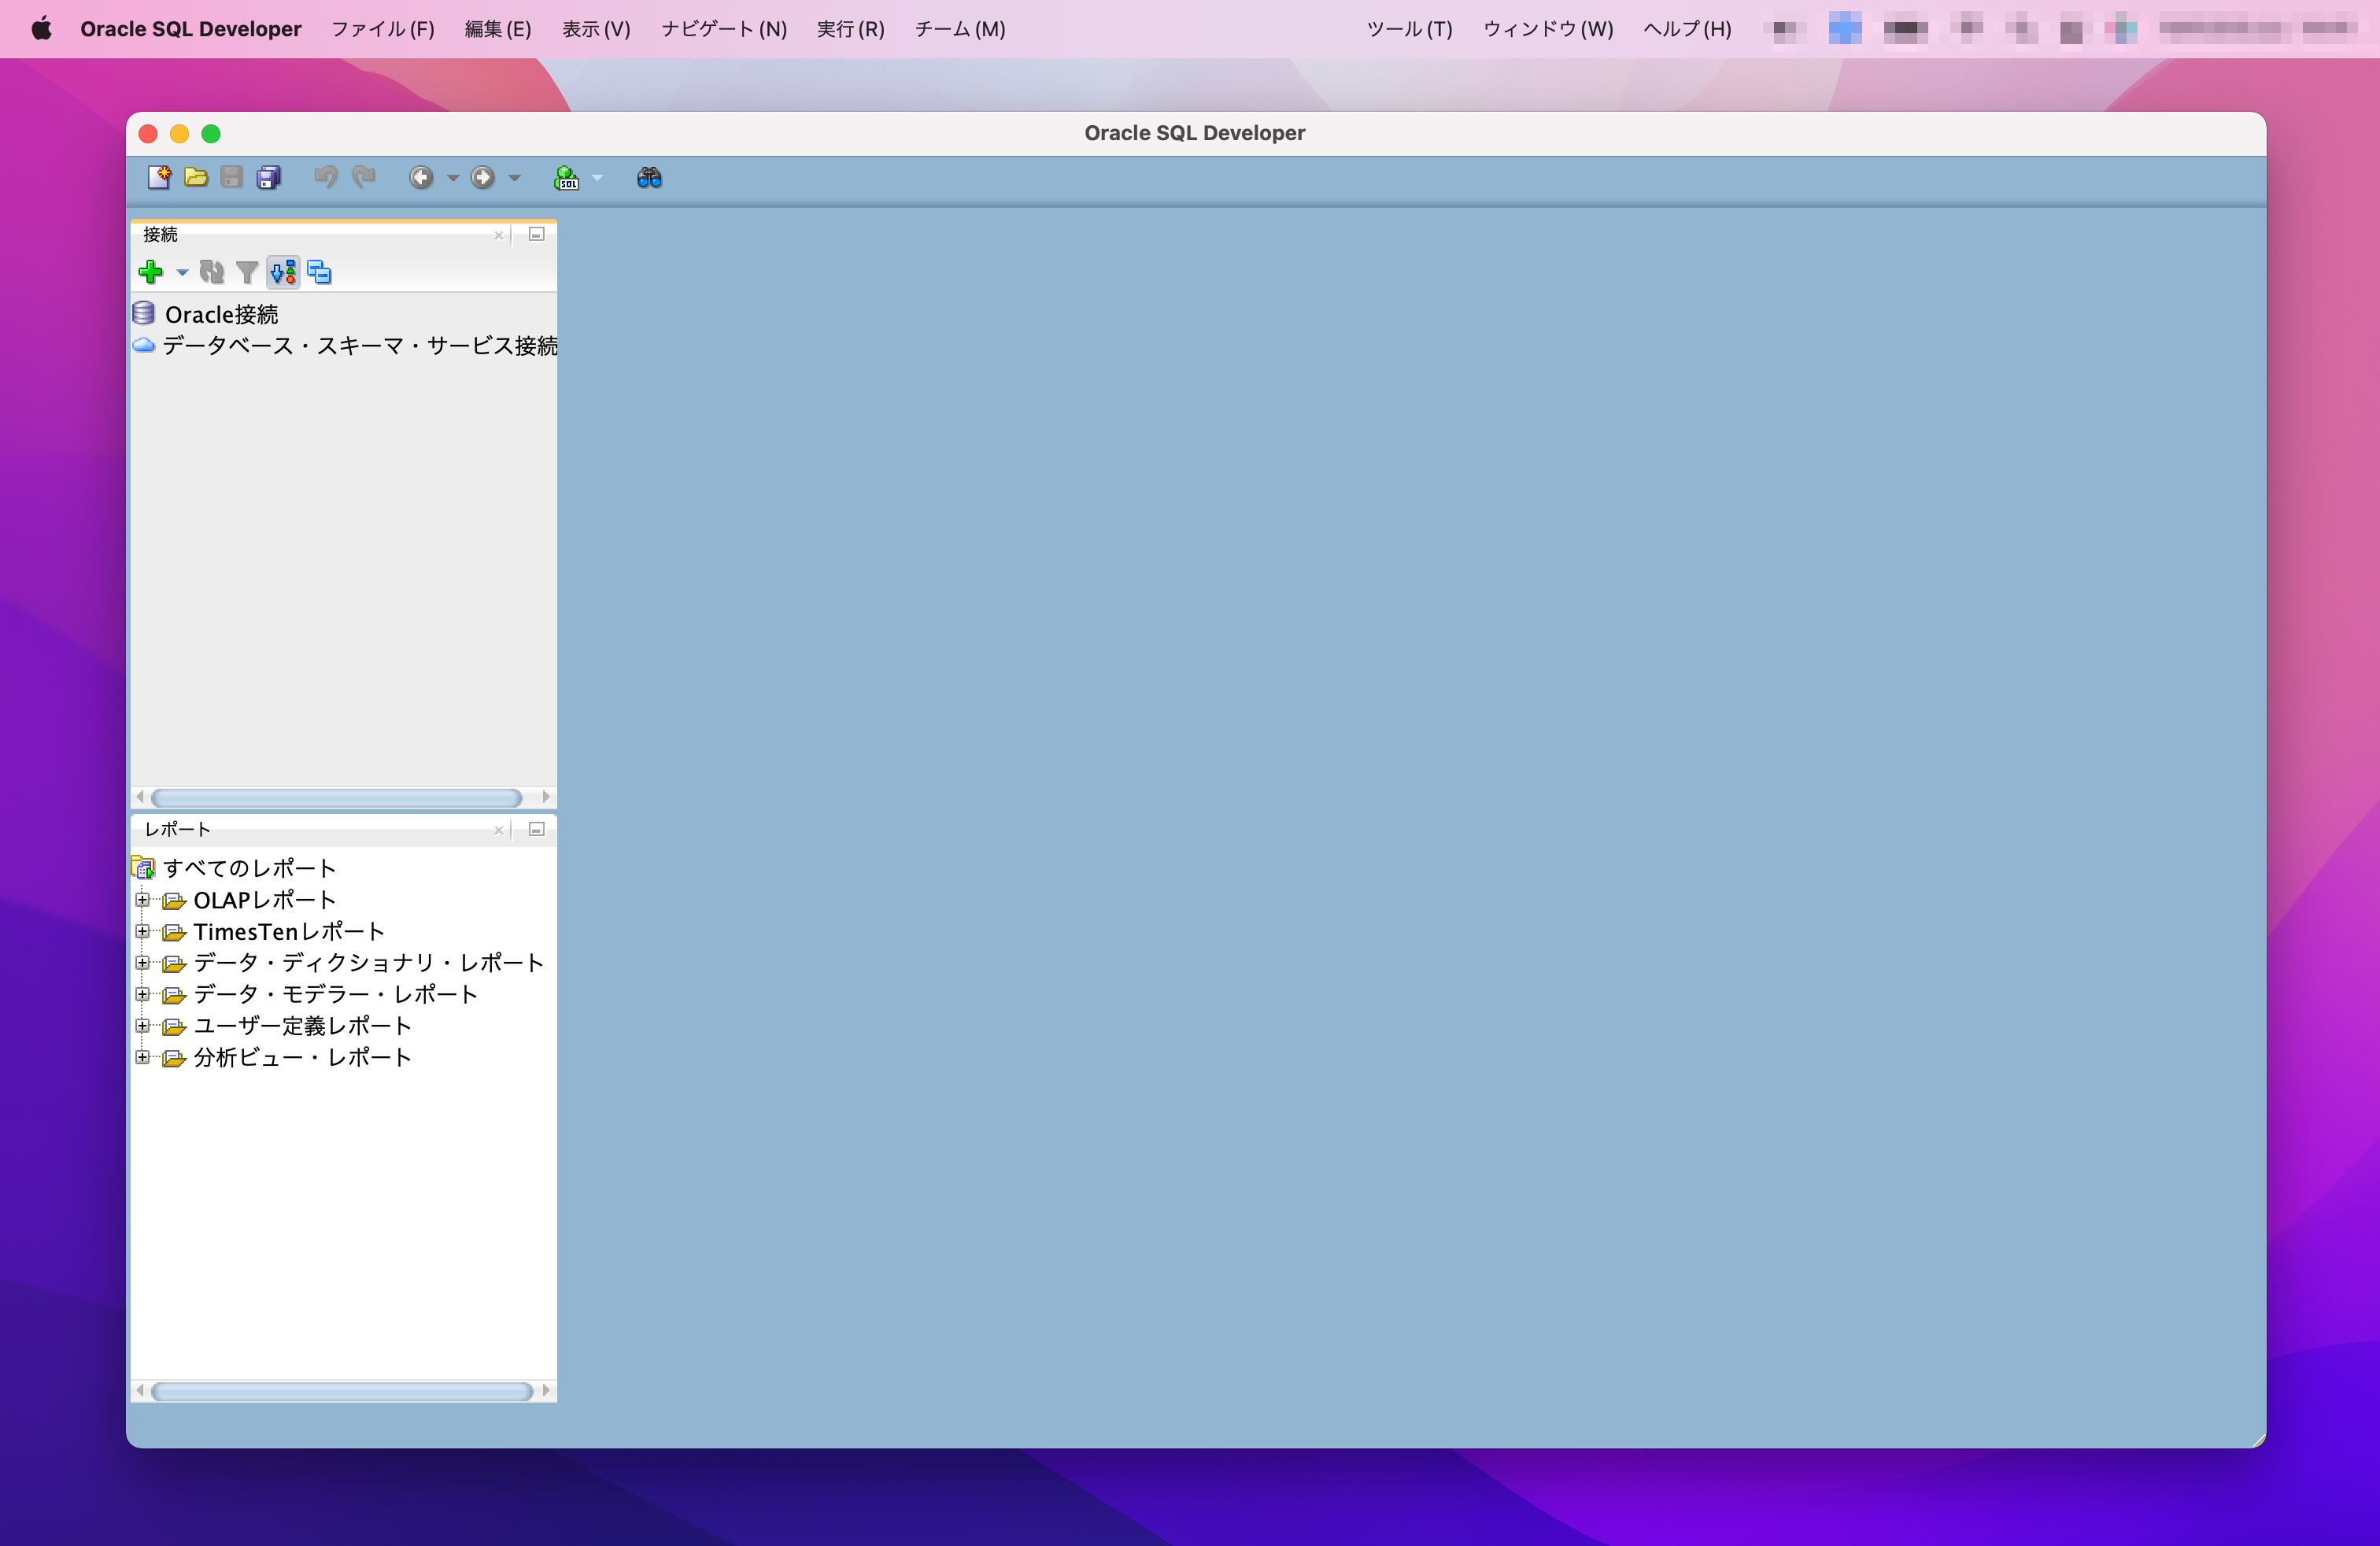 Oracle SQL Developer ファイル(F) 編集(E) 表示(V) ナビゲート(N) 実行(R) チーム(M) ツール(T) ウィンドウ(W) ヘルプ(H)
Oracle SQL Developer
SQL
接続
Oracle接続
データベース・スキーマ・サービス接続
レポート
すべてのレポート
OLAPレポート
TimesTenレポート
データ・ディクショナリ・レポート
データ・モデラー・レポート
ユーザー定義レポート
分析ビュー・レポート